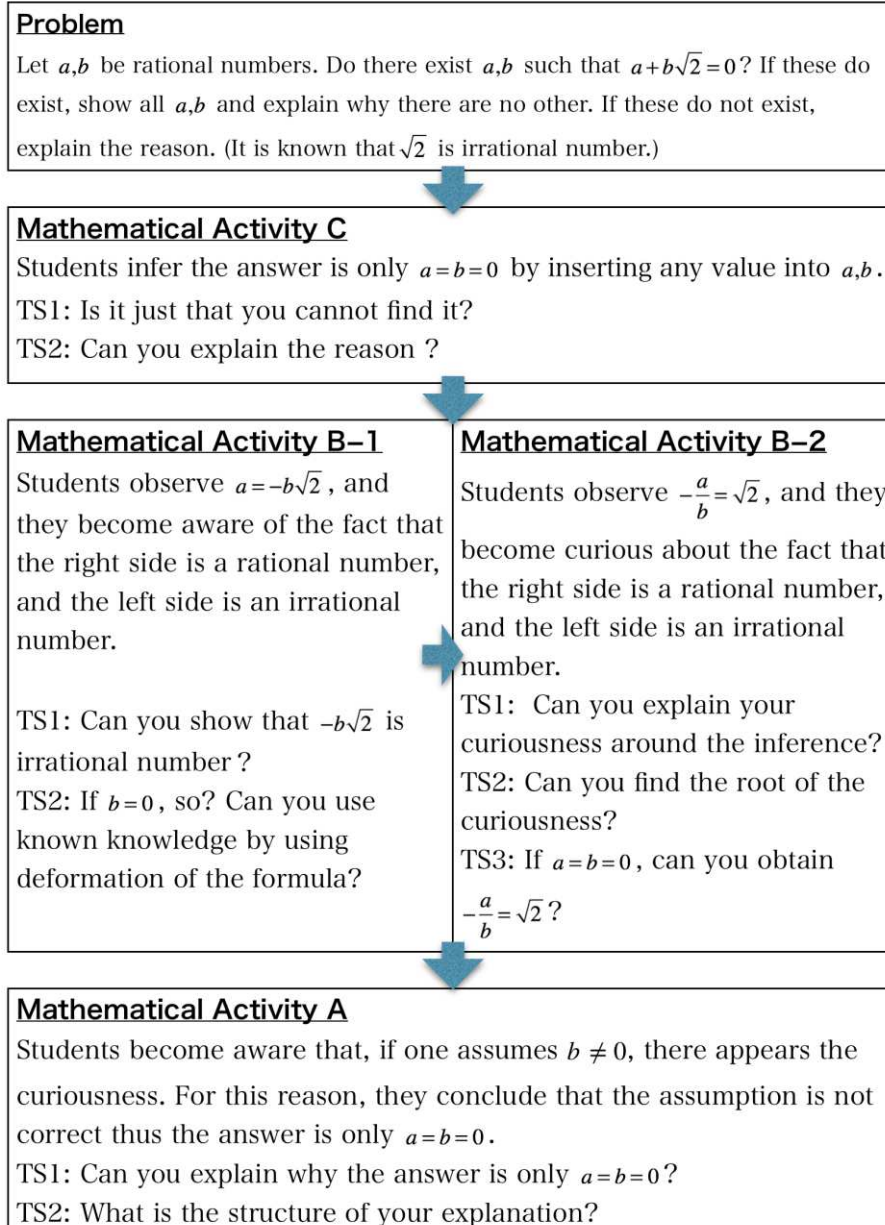 Problem
Let a,b be rational numbers. Do there exist a,b such that a+b√2=0? If these do
exist, show all a,b and explain why there are no other. If these do not exist,
explain the reason. (It is known that √2 is irrational number.)
Mathematical Activity C
Students infer the answer is only a=b=0 by inserting any value into a,b.
TS1: Is it just that you cannot find it?
TS2: Can you explain the reason ?
Mathematical Activity B–1
Students observe a=–b√2, and
they become aware of the fact that
the right side is a rational number,
and the left side is an irrational
number.
TS1: Can you show that –b√2 is
irrational number ?
TS2: If b=0, so? Can you use
known knowledge by using
deformation of the formula?
Mathematical Activity B–2
Students observe –a/b=√2, and they
become curious about the fact that
the right side is a rational number,
and the left side is an irrational
number.
TS1: Can you explain your
curiousness around the inference?
TS2: Can you find the root of the
curiousness?
TS3: If a=b=0, can you obtain
–a/b=√2?
Mathematical Activity A
Students become aware that, if one assumes b ≠ 0, there appears the
curiousness. For this reason, they conclude that the assumption is not
correct thus the answer is only a=b=0.
TS1: Can you explain why the answer is only a=b=0?
TS2: What is the structure of your explanation?